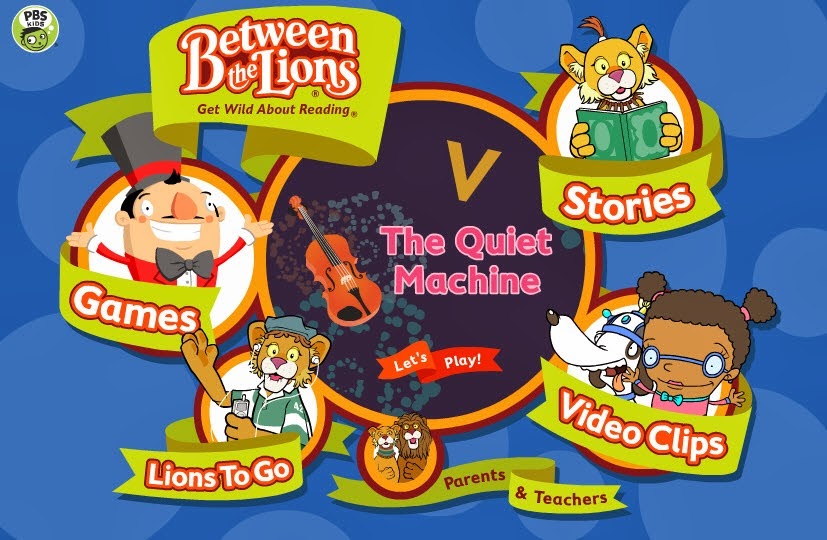 PBS
KIDS
Between
the Lions®
Get Wild About Reading®
V
The Quiet
Machine
Let's Play!
Stories
Games
Video Clips
Lions To Go
Parents
& Teachers